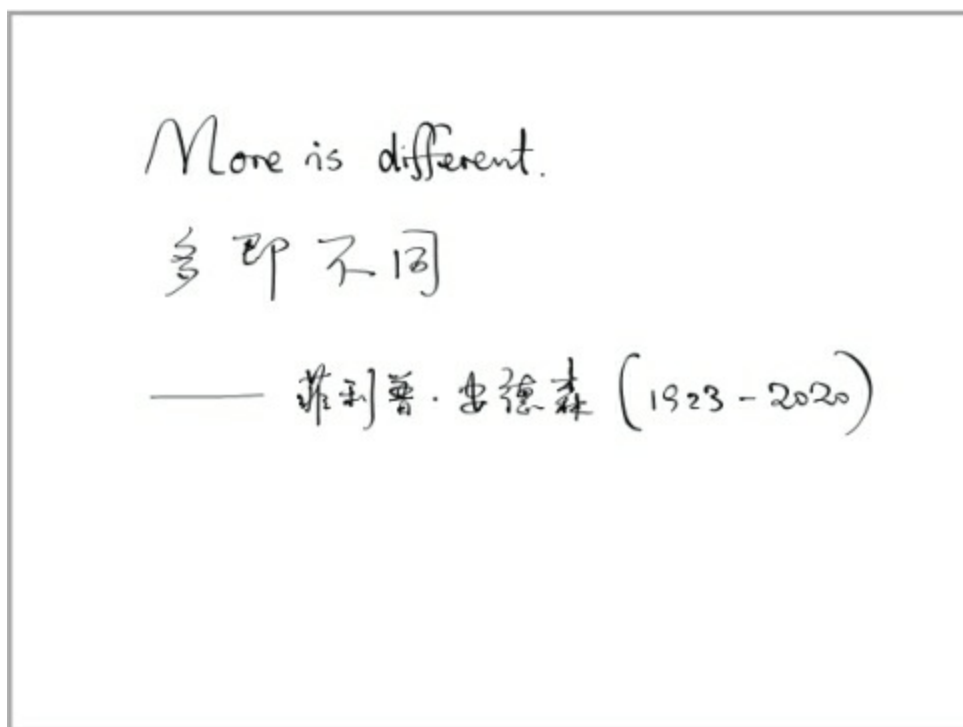 More is different.
多即不同
—— 菲利普·安德森 (1923-2020)